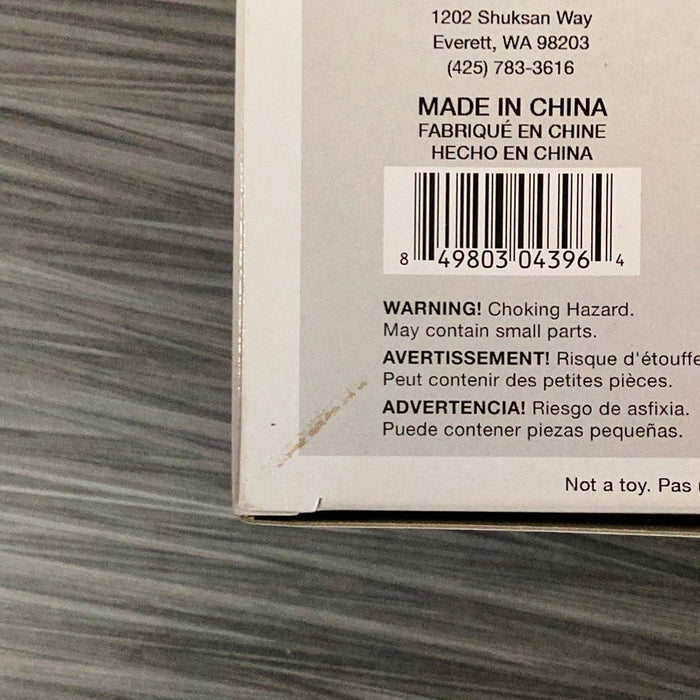 1202 Shuksan Way
Everett, WA 98203
(425) 783-3616
MADE IN CHINA
FABRIQUÉ EN CHINE
HECHO EN CHINA
8 49803 04396 4
WARNING! Choking Hazard.
May contain small parts.
AVERTISSEMENT! Risque d'étouffe
Peut contenir des petites pièces.
ADVERTENCIA! Riesgo de asfixia.
Puede contener piezas pequeñas.
Not a toy. Pas